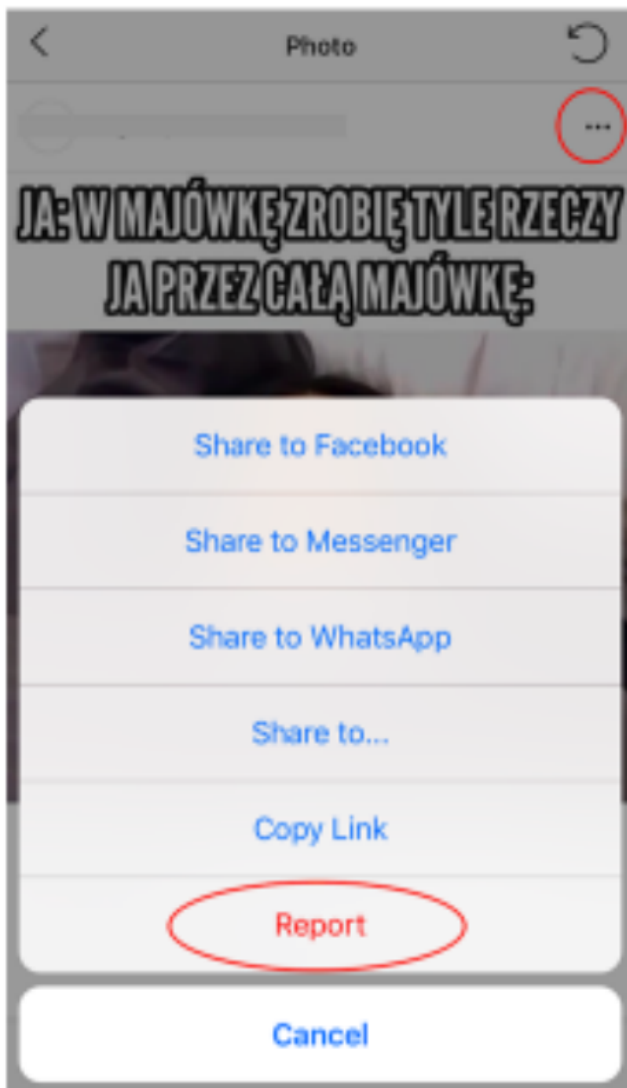 Photo
...
JA: W MAJÓWKĘ ZROBIĘ TYLE RZECZY
JA PRZEZ CAŁĄ MAJÓWKĘ:
Share to Facebook
Share to Messenger
Share to WhatsApp
Share to...
Copy Link
Report
Cancel